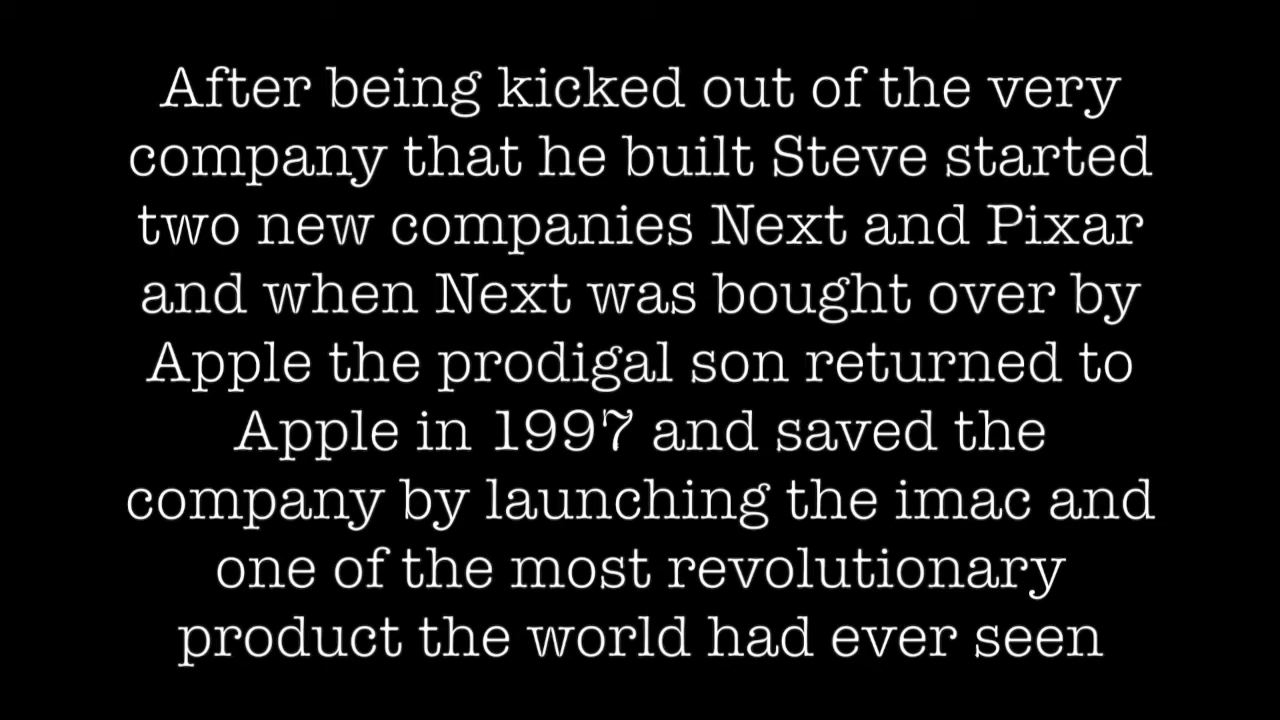 After being kicked out of the very
company that he built Steve started
two new companies Next and Pixar
and when Next was bought over by
Apple the prodigal son returned to
Apple in 1997 and saved the
company by launching the imac and
one of the most revolutionary
product the world had ever seen